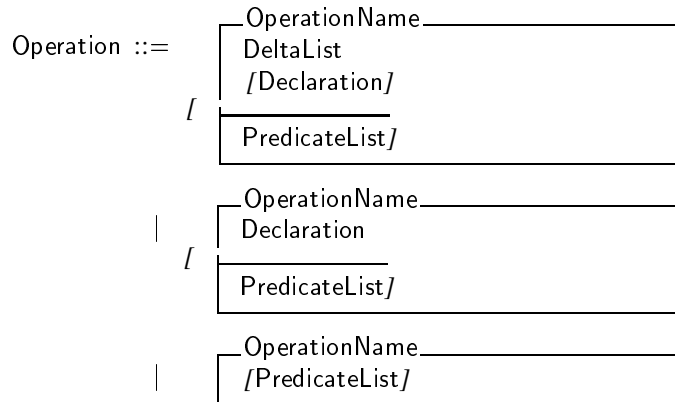 OperationName
Operation ::= DeltaList
[Declaration]
[
PredicateList]
OperationName
| Declaration
[
PredicateList]
OperationName
| [PredicateList]